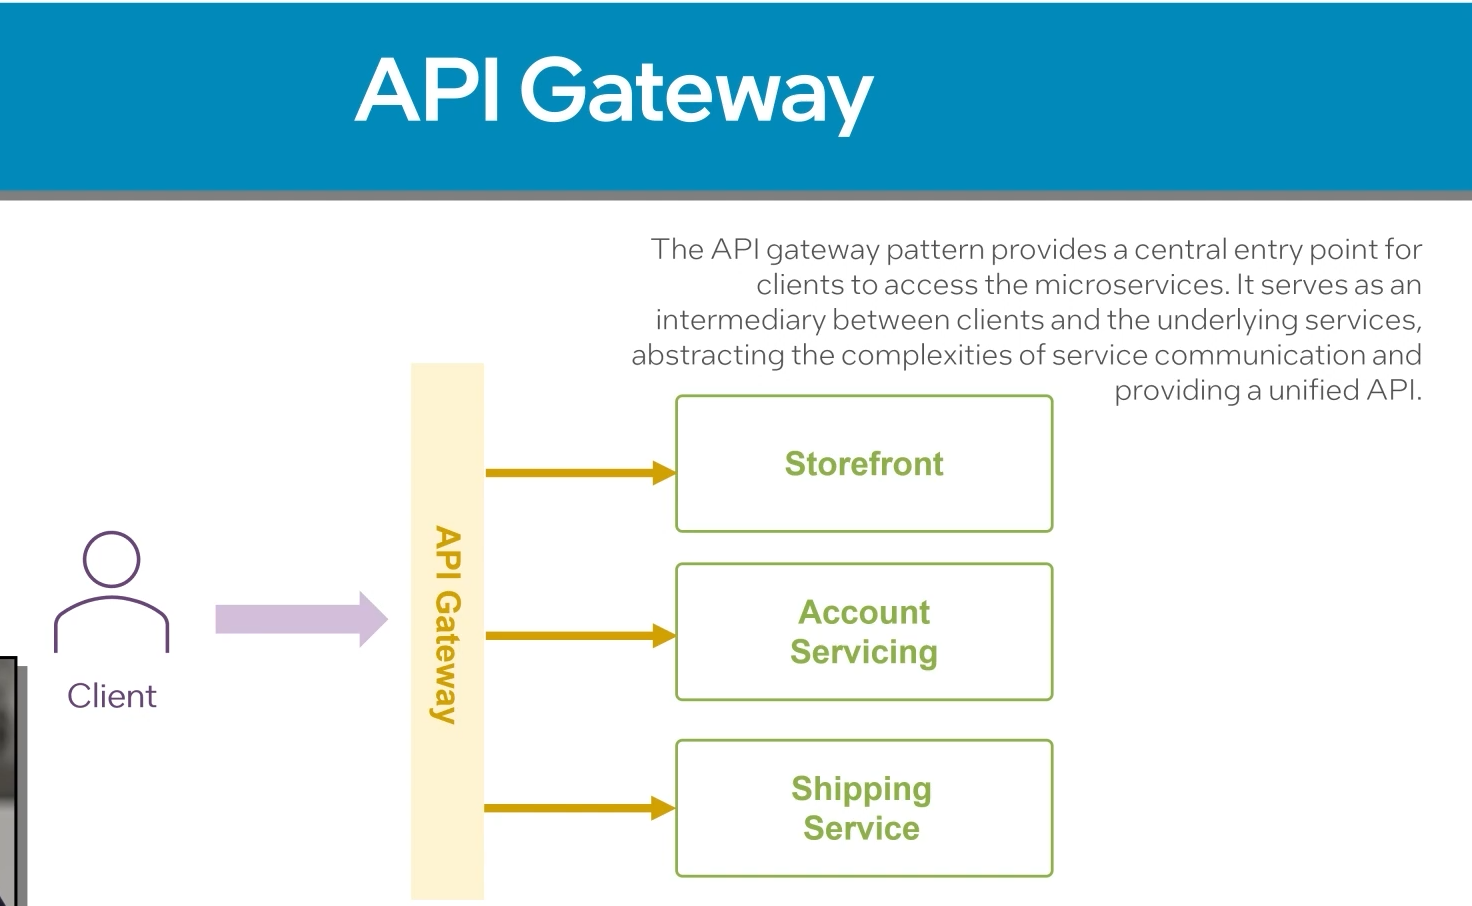 API Gateway
The API gateway pattern provides a central entry point for
clients to access the microservices. It serves as an
intermediary between clients and the underlying services,
abstracting the complexities of service communication and
providing a unified API.
Client
API Gateway
Storefront
Account
Servicing
Shipping
Service